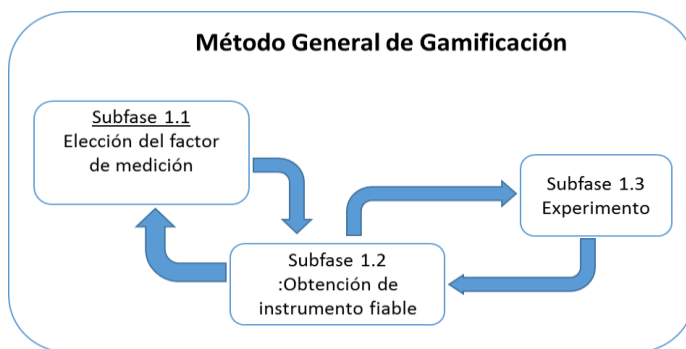 Método General de Gamificación
Subfase 1.1
Elección del factor
de medición
Subfase 1.3
Experimento
Subfase 1.2
:Obtención de
instrumento fiable